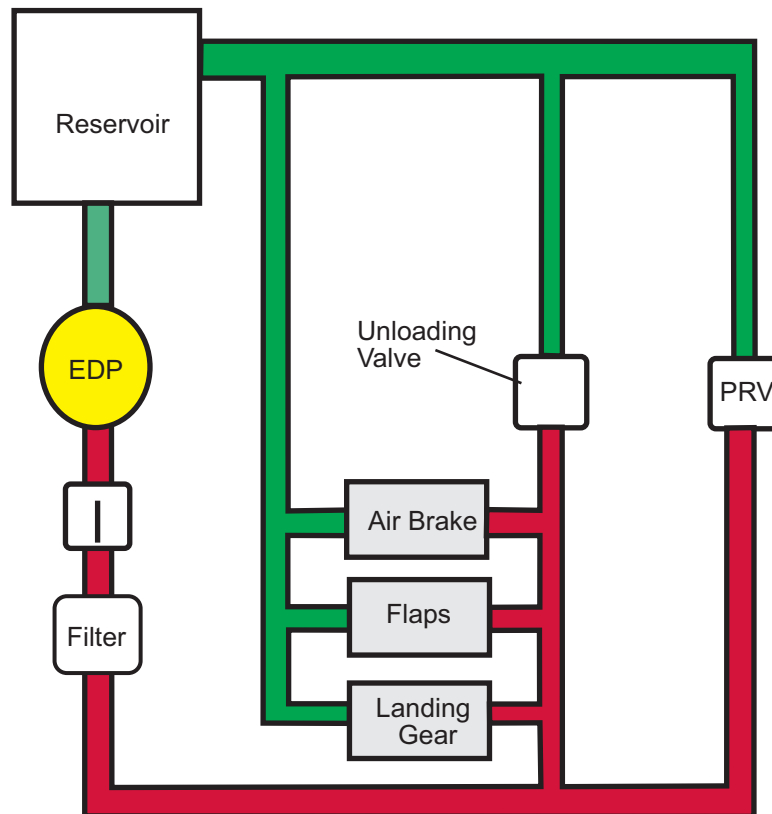 Reservoir
EDP
Unloading
Valve
PRV
Air Brake
Flaps
Filter
Landing
Gear